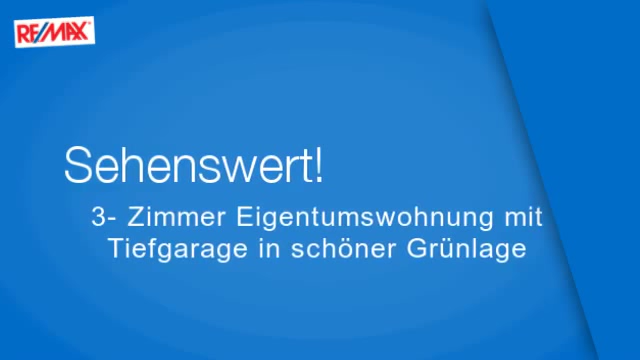 RE/MAX
Sehenswert!
3- Zimmer Eigentumswohnung mit
Tiefgarage in schöner Grünlage